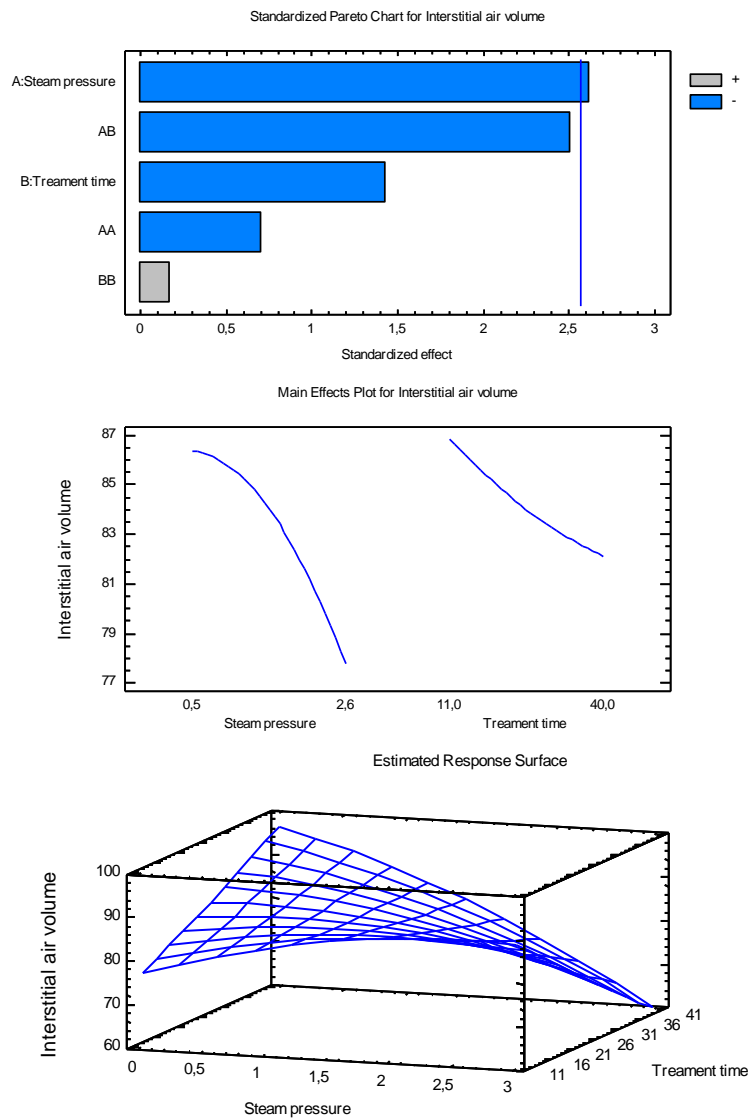 Standardized Pareto Chart for Interstitial air volume
A:Steam pressure
AB
B:Treament time
AA
BB
+
-
0 0,5 1 1,5 2 2,5 3
Standardized effect
Main Effects Plot for Interstitial air volume
Interstitial air volume
87
85
83
81
79
77
0,5 2,6 11,0 40,0
Steam pressure Treament time
Estimated Response Surface
Interstitial air volume
100
90
80
70
60
0 0,5 1 1,5 2 2,5 3
Steam pressure
11 16 21 26 31 36 41
Treament time